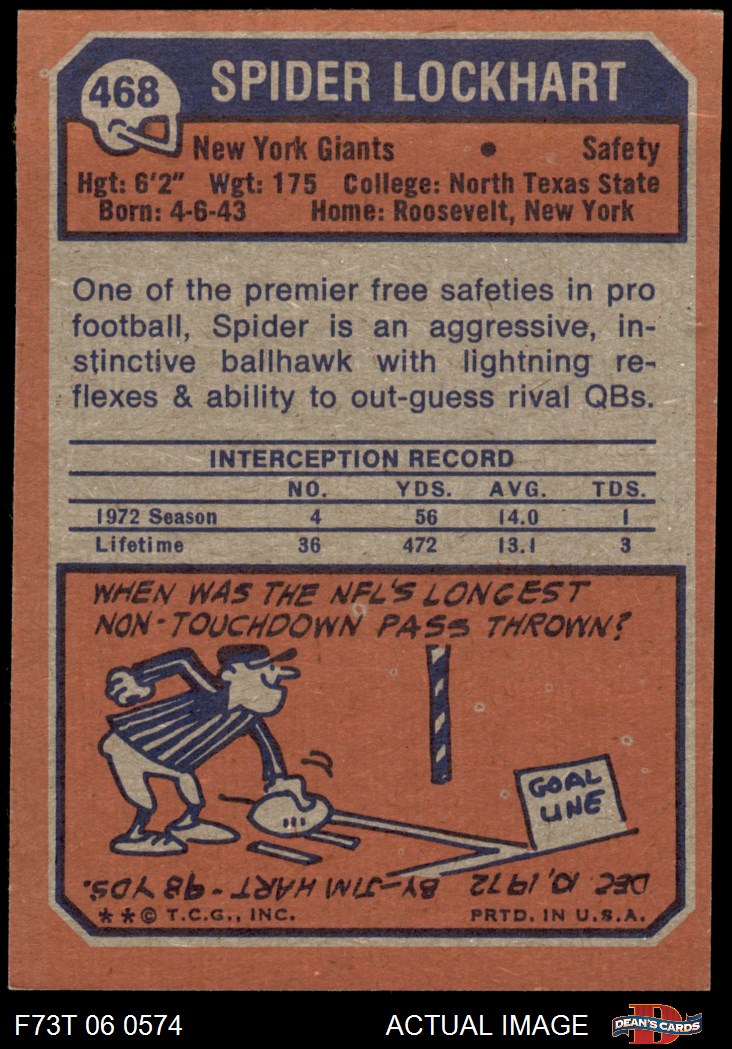 468
SPIDER LOCKHART
New York Giants • Safety
Hgt: 6'2" Wgt: 175 College: North Texas State
Born: 4-6-43 Home: Roosevelt, New York
One of the premier free safeties in pro
football, Spider is an aggressive, in-
stinctive ballhawk with lightning re-
flexes & ability to out-guess rival QBs.
INTERCEPTION RECORD
NO. YDS. AVG. TDS.
1972 Season 4 56 14.0 1
Lifetime 36 472 13.1 3
WHEN WAS THE NFL'S LONGEST
NON-TOUCHDOWN PASS THROWN?
GOAL
LINE
DEC 10, 1972 BY-JIM HART-98 YDS.
**© T.C.G., INC. PRTD. IN U.S.A.
F73T 06 0574 ACTUAL IMAGE
D
DEAN'S CARDS